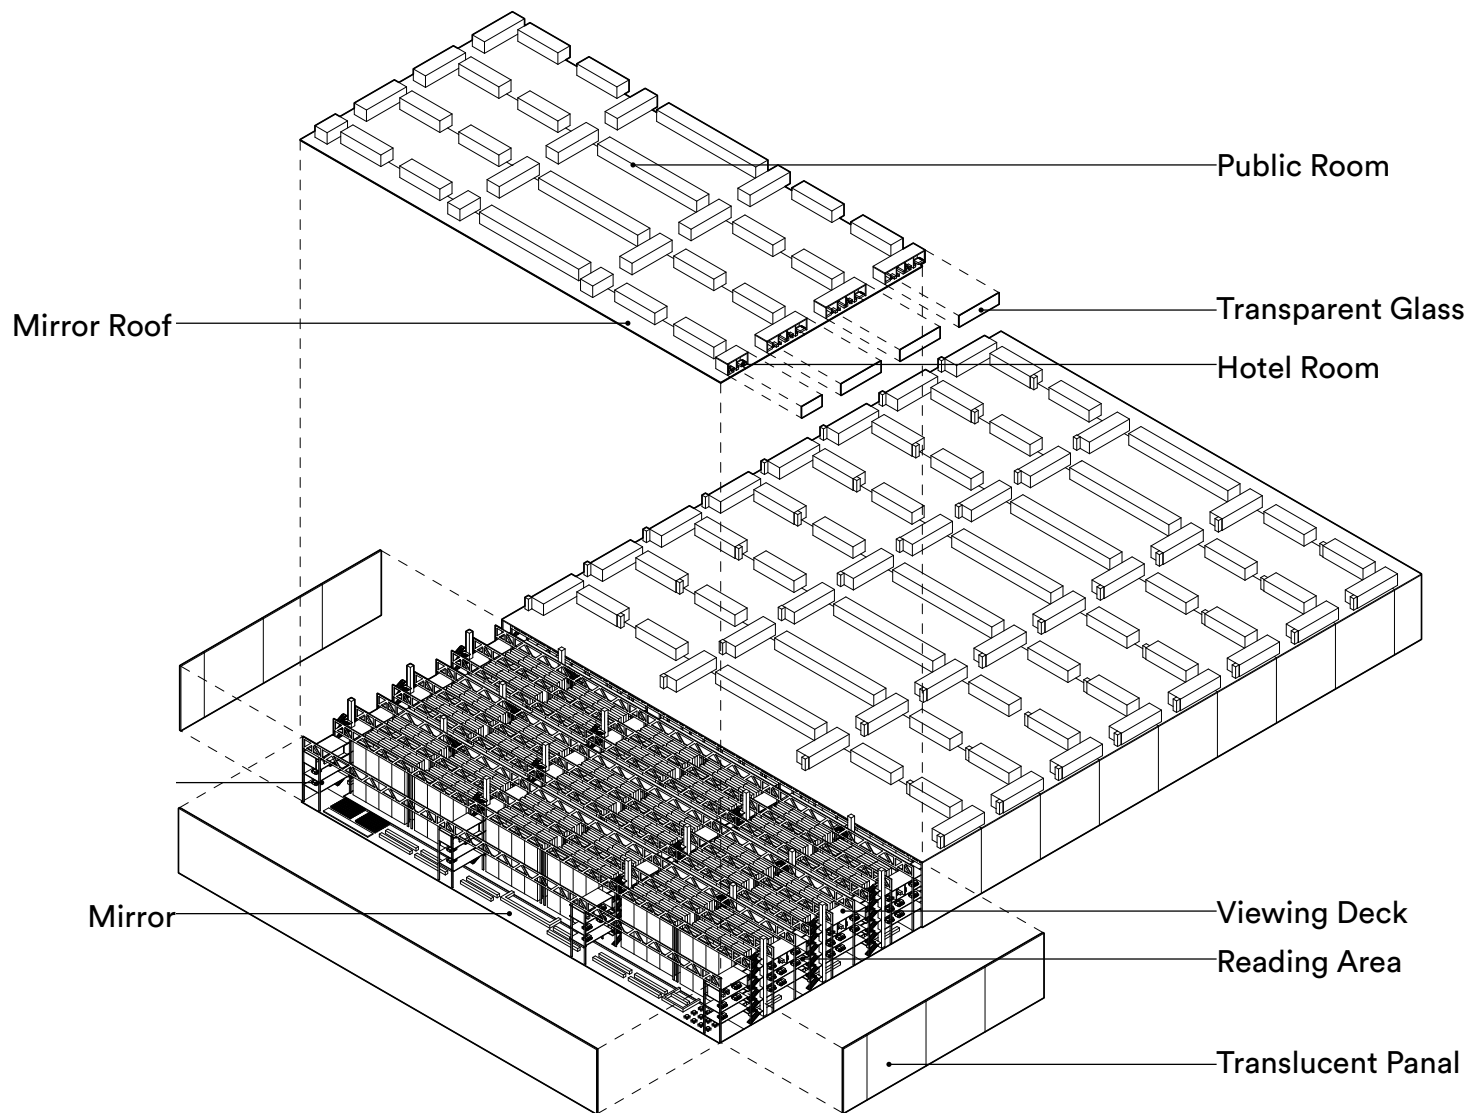 Public Room
Transparent Glass
Mirror Roof
Hotel Room
Mirror
Viewing Deck
Reading Area
Translucent Panal